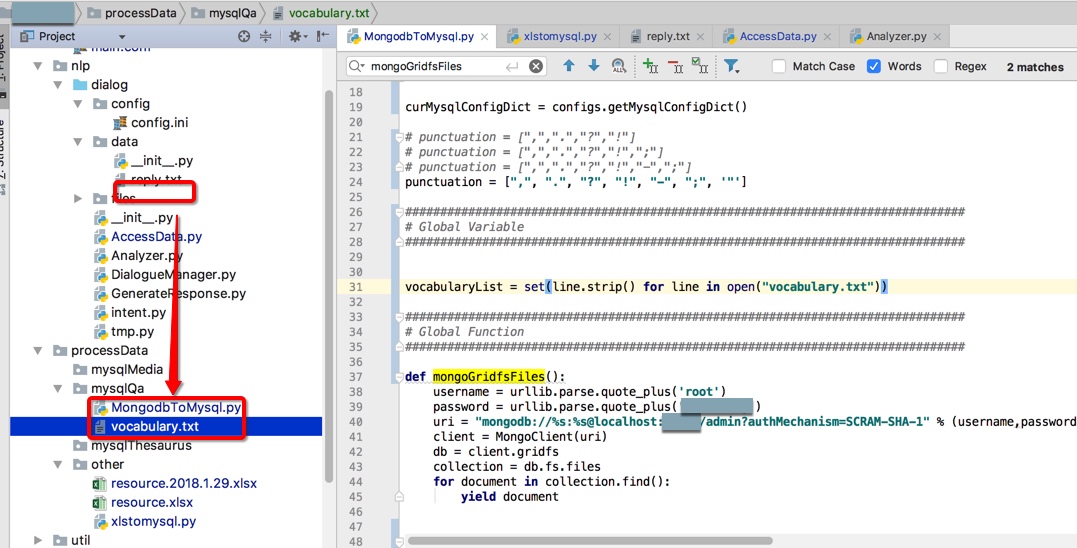 processData mysqlQa vocabulary.txt
Project
MongodbToMysql.py xlstomysql.py reply.txt AccessData.py Analyzer.py
mongoGridfsFiles Match Case Words Regex 2 matches
1: Project
Z: Structure
main.conf
nlp
dialog
config
config.ini
data
__init__.py
reply.txt
files
__init__.py
AccessData.py
Analyzer.py
DialogueManager.py
GenerateResponse.py
intent.py
tmp.py
processData
mysqlMedia
mysqlQa
MongodbToMysql.py
vocabulary.txt
mysqlThesaurus
other
resource.2018.1.29.xlsx
resource.xlsx
xlstomysql.py
util
18
19 curMysqlConfigDict = configs.getMysqlConfigDict()
20
21 # punctuation = [",",".","?","!"]
22 # punctuation = [",",".","?","!",";"]
23 # punctuation = [",",".","?","!","-",";"]
24 punctuation = [",", ".", "?", "!", "-", ";", '"']
25
26 ################################################################################
27 # Global Variable
28 ################################################################################
29
30
31 vocabularyList = set(line.strip() for line in open("vocabulary.txt"))
32
33 ################################################################################
34 # Global Function
35 ################################################################################
36
37 def mongoGridfsFiles():
38 username = urllib.parse.quote_plus('root')
39 password = urllib.parse.quote_plus( )
40 uri = "mongodb://%s:%s@localhost: /admin?authMechanism=SCRAM-SHA-1" % (username,password
41 client = MongoClient(uri)
42 db = client.gridfs
43 collection = db.fs.files
44 for document in collection.find():
45 yield document
46
47
48